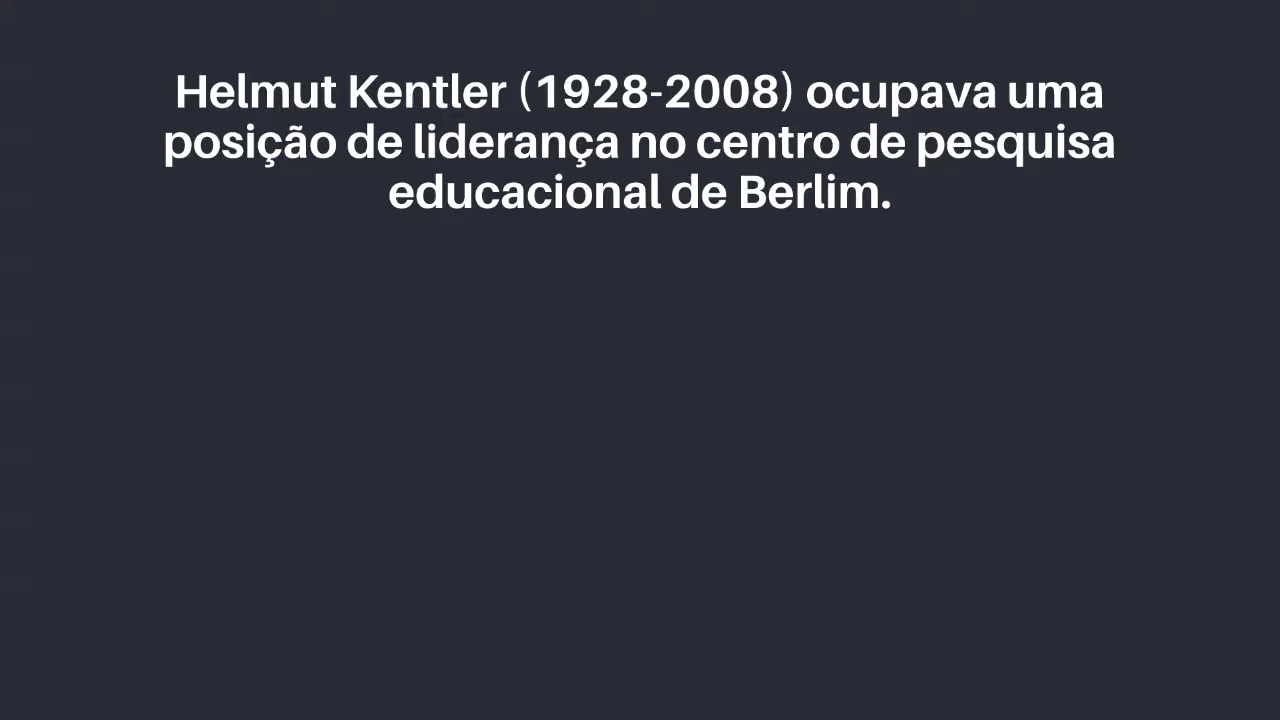 Helmut Kentler (1928-2008) ocupava uma
posição de liderança no centro de pesquisa
educacional de Berlim.